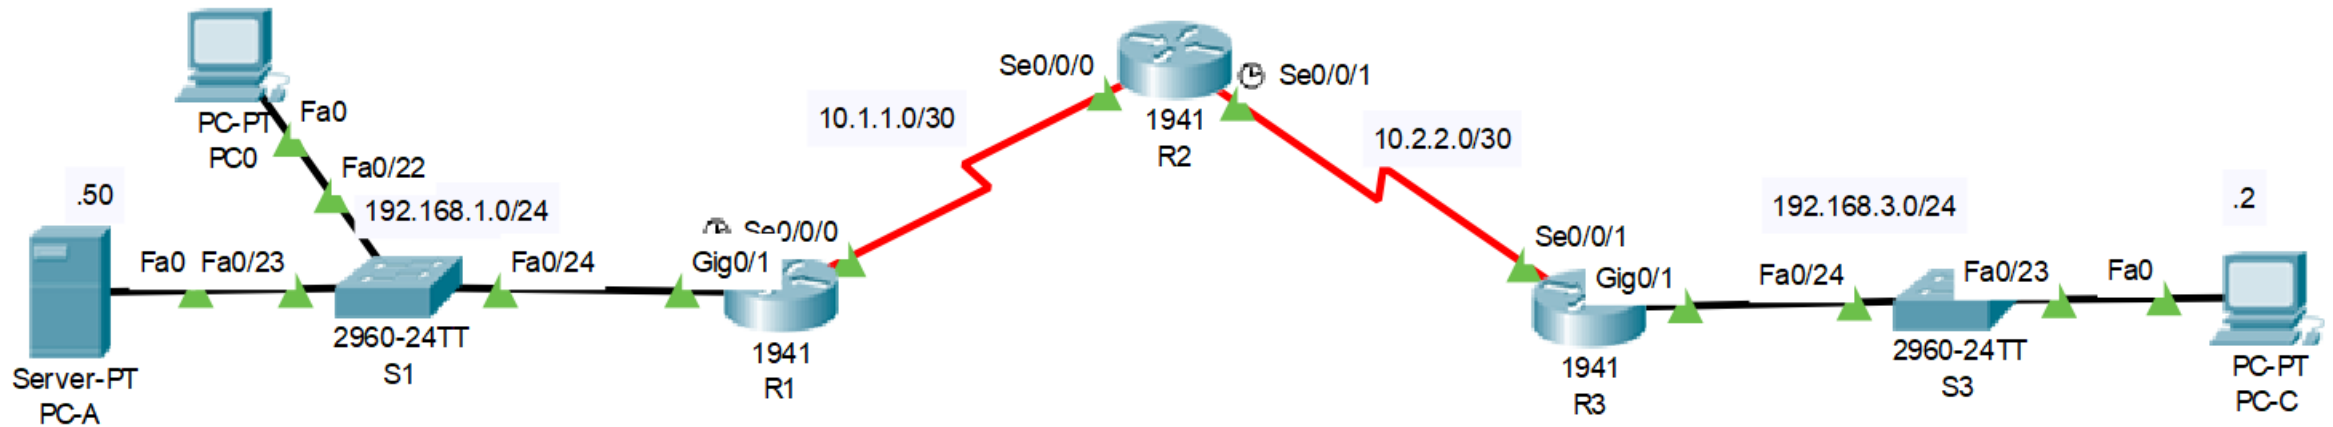 PC-PT
PC0
Fa0
Fa0/22
.50
192.168.1.0/24
Fa0
Fa0/23
Fa0/24
Server-PT
PC-A
2960-24TT
S1
Se0/0/0
Gig0/1
1941
R1
10.1.1.0/30
Se0/0/0
1941
R2
Se0/0/1
10.2.2.0/30
Se0/0/1
Gig0/1
1941
R3
192.168.3.0/24
Fa0/24
2960-24TT
S3
Fa0/23
Fa0
.2
PC-PT
PC-C